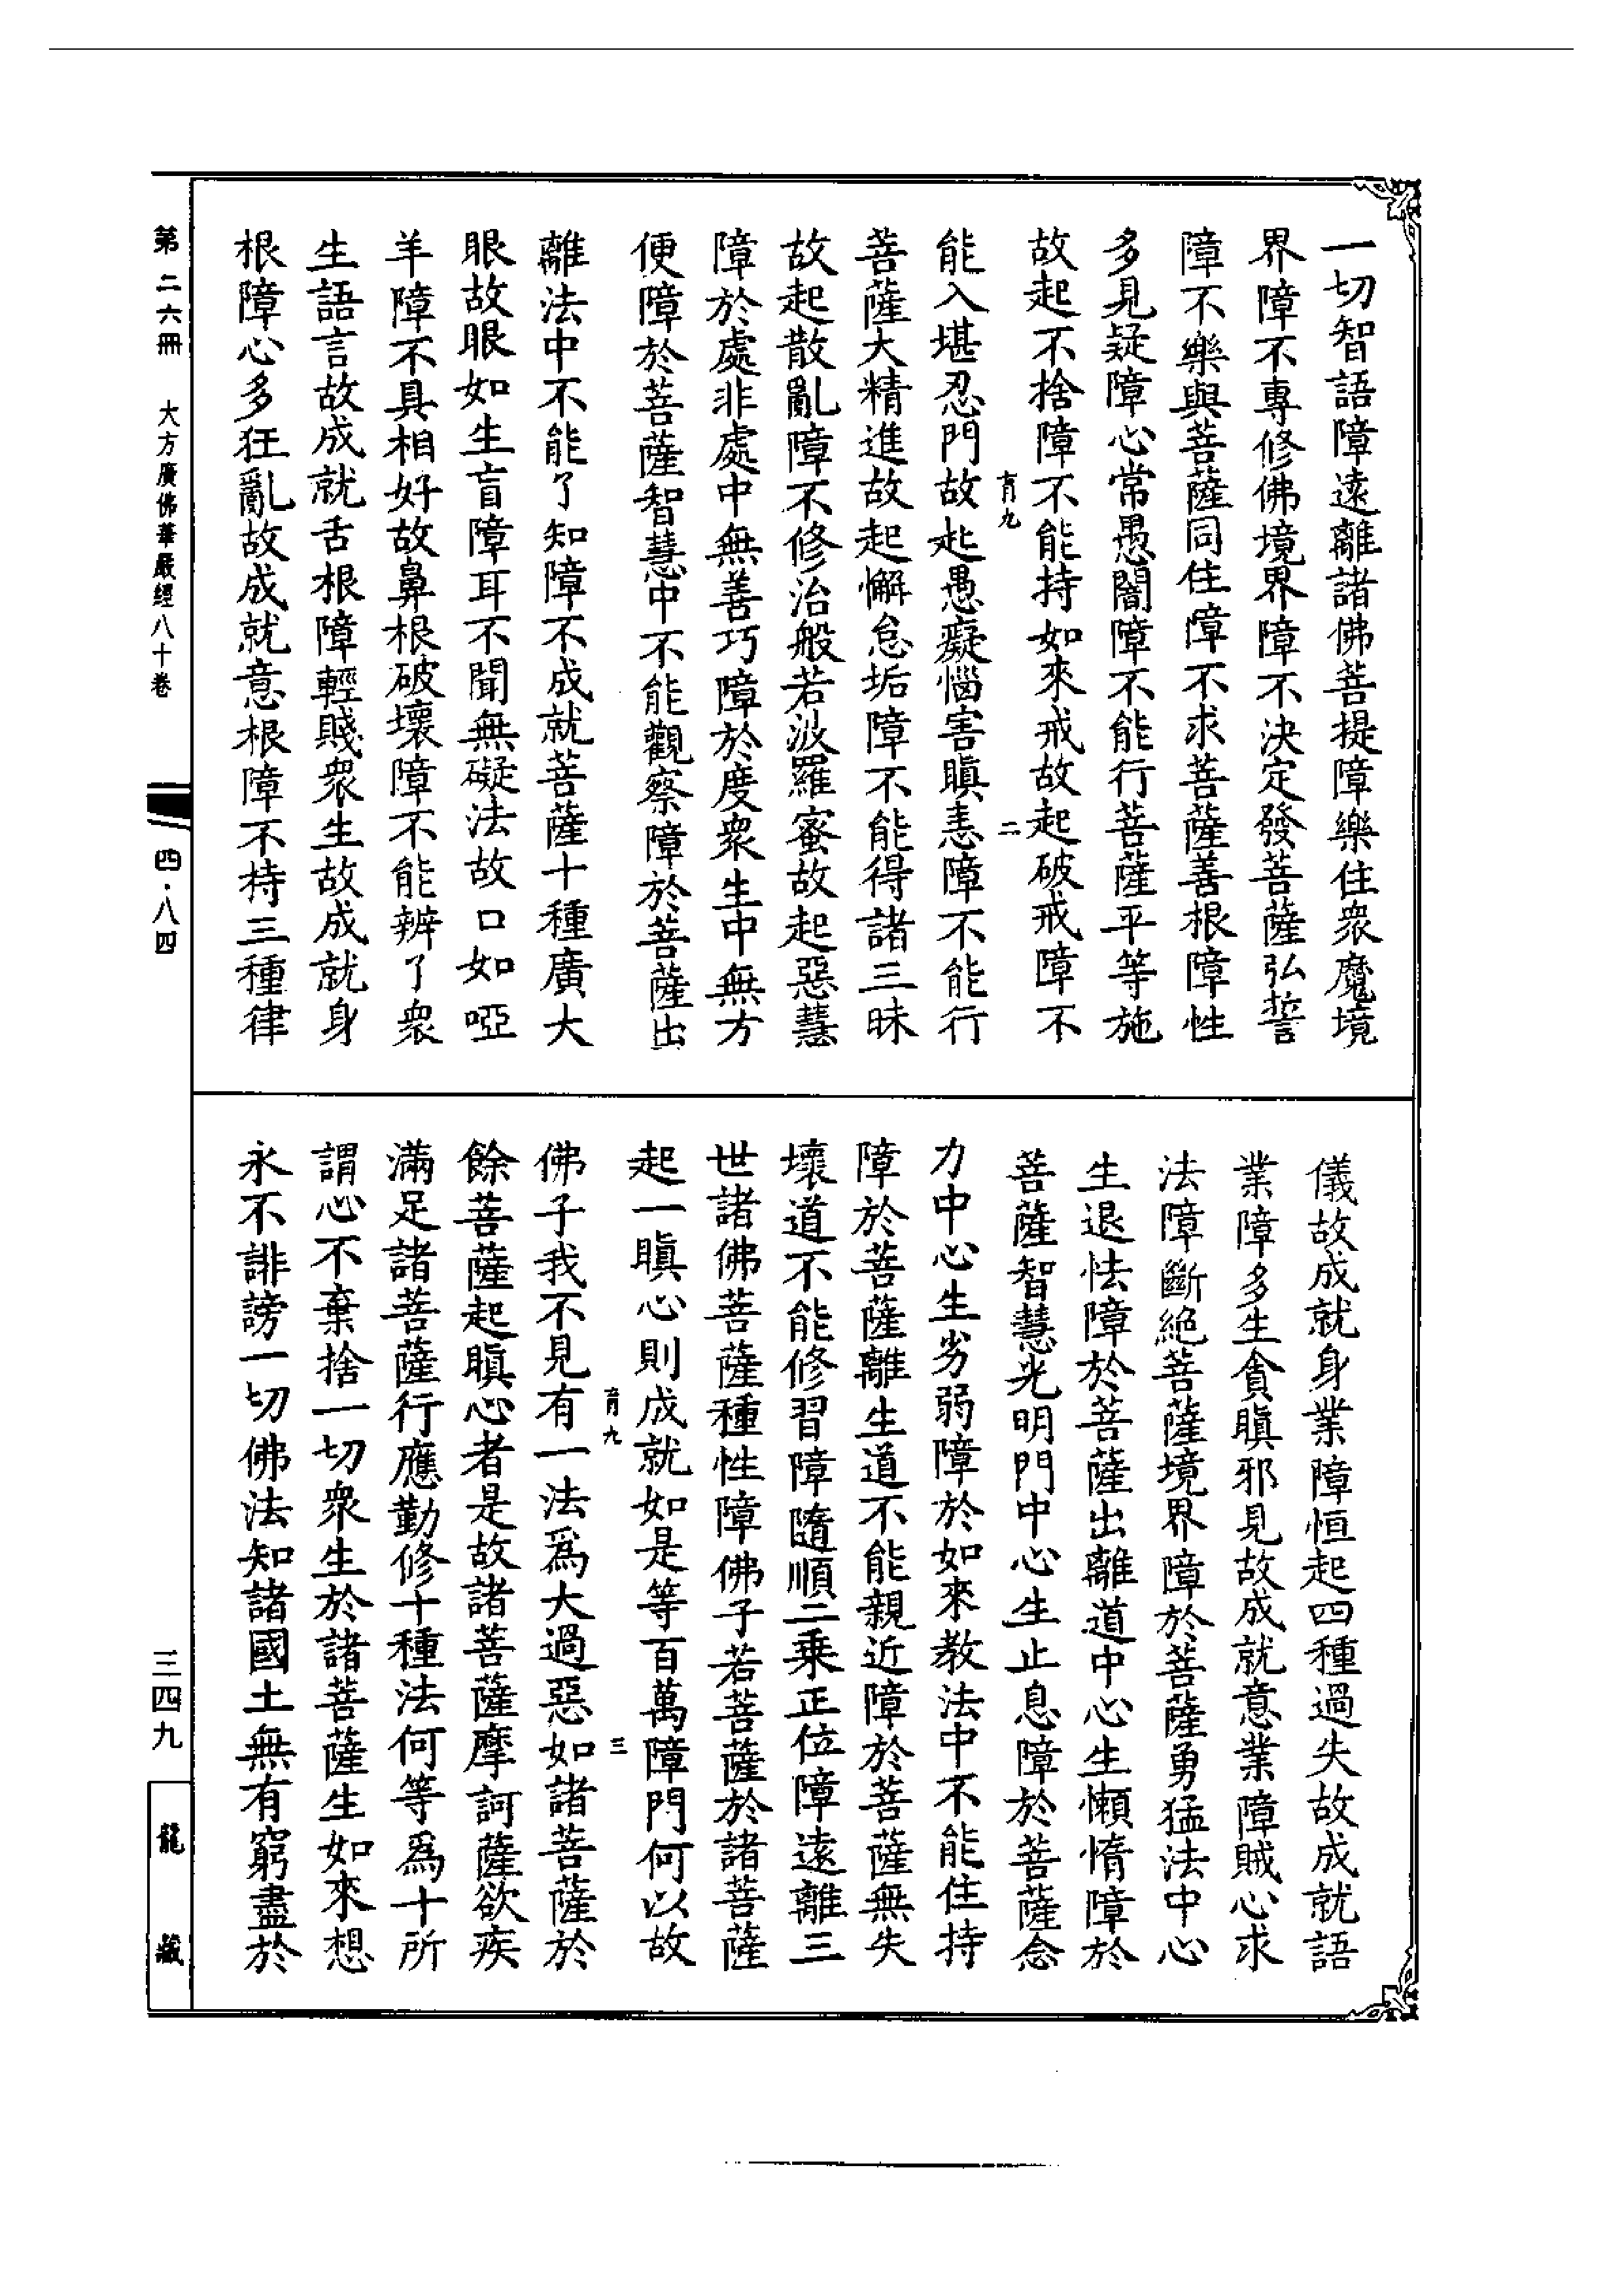 一切智語障遠離諸佛菩提障樂住衆魔境
界障不專修佛境界障不決定發菩薩弘誓
障不樂與菩薩同住障不求菩薩善根障性
多見疑障心常愚闇障不能行菩薩平等施
故起不捨障不能持如來戒故起破戒障不
育九 二
能入堪忍門故起愚癡惱害瞋恚障不能行
菩薩大精進故起懈怠垢障不能得諸三昧
故起散亂障不修治般若波羅蜜故起惡慧
障於處非處中無善巧障於度衆生中無方
便障於菩薩智慧中不能觀察障於菩薩出
離法中不能了知障不成就菩薩十種廣大
眼故眼如生盲障耳不聞無礙法故口如啞
羊障不具相好故鼻根破壞障不能辨了衆
生語言故成就舌根障輕賤衆生故成就身
根障心多狂亂故成就意根障不持三種律
儀故成就身業障恒起四種過失故成就語
業障多生貪瞋邪見故成就意業障賊心求
法障斷絕菩薩境界障於菩薩勇猛法中心
生退怯障於菩薩出離道中心生懶惰障於
菩薩智慧光明門中心生止息障於菩薩念
力中心生劣弱障於如來教法中不能住持
障於菩薩離生道不能親近障於菩薩無失
壞道不能修習障隨順二乘正位障遠離三
世諸佛菩薩種性障佛子若菩薩於諸菩薩
起一瞋心則成就如是等百萬障門何以故
育九 三
佛子我不見有一法爲大過惡如諸菩薩於
餘菩薩起瞋心者是故諸菩薩摩訶薩欲疾
滿足諸菩薩行應勤修十種法何等爲十所
謂心不棄捨一切衆生於諸菩薩生如來想
永不誹謗一切佛法知諸國土無有窮盡於
第二六冊 大方廣佛華嚴經八十卷 四·八四 三四九 龍藏